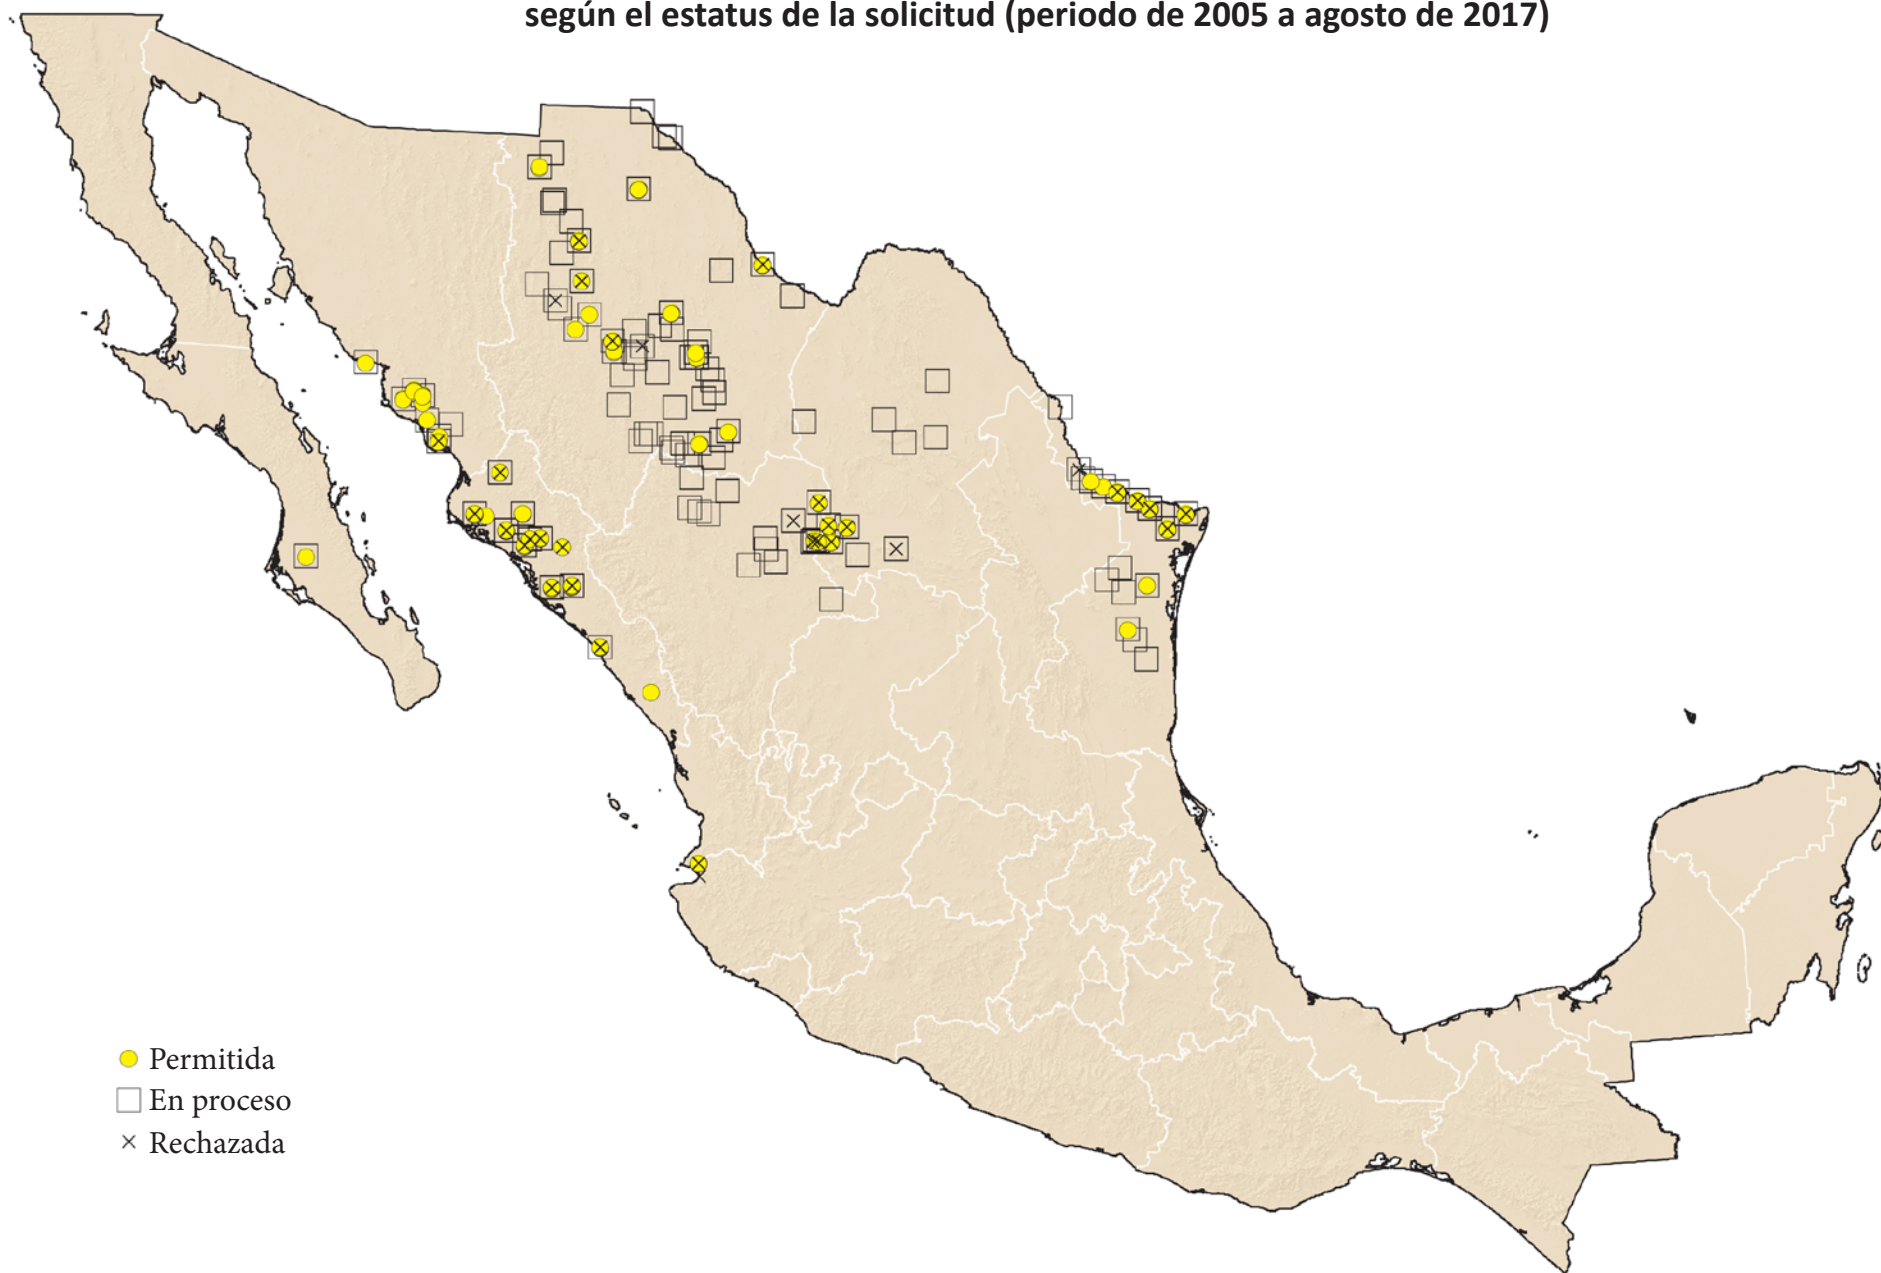 según el estatus de la solicitud (periodo de 2005 a agosto de 2017)
Permitida
En proceso
Rechazada